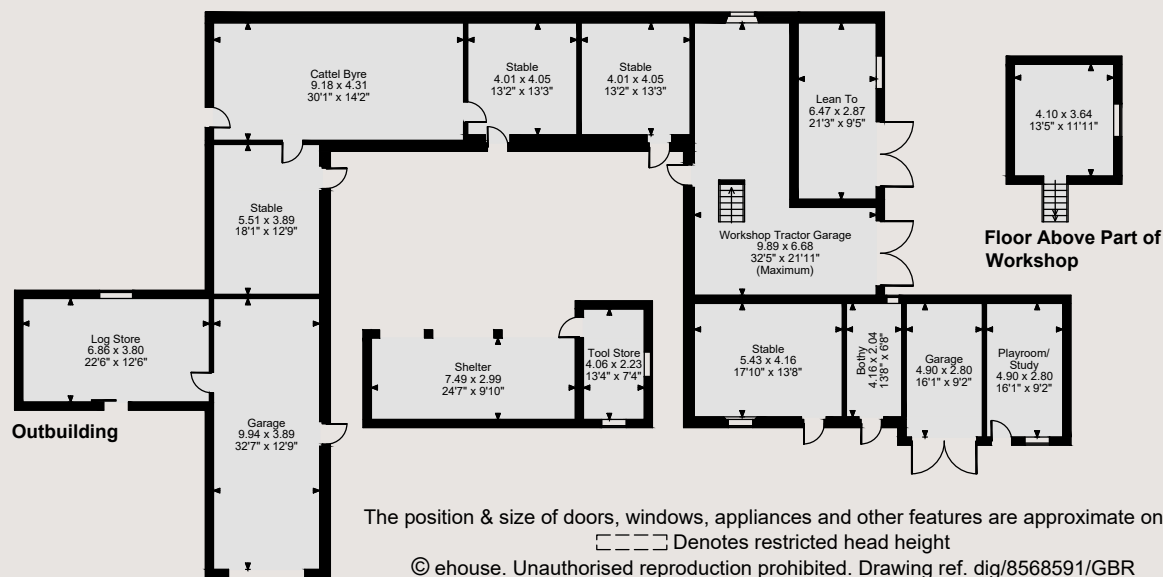 Cattel Byre
9.18 x 4.31
30'1" x 14'2"
Stable
4.01 x 4.05
13'2" x 13'3"
Stable
4.01 x 4.05
13'2" x 13'3"
Lean To
6.47 x 2.87
21'3" x 9'5"
4.10 x 3.64
13'5" x 11'11"
Floor Above Part of
Workshop
Stable
5.51 x 3.89
18'1" x 12'9"
Workshop Tractor Garage
9.89 x 6.68
32'5" x 21'11"
(Maximum)
Log Store
6.86 x 3.80
22'6" x 12'6"
Outbuilding
Garage
9.94 x 3.89
32'7" x 12'9"
Shelter
7.49 x 2.99
24'7" x 9'10"
Tool Store
4.06 x 2.23
13'4" x 7'4"
Stable
5.43 x 4.16
17'10" x 13'8"
Bothy
4.16 x 2.04
13'8" x 6'8"
Garage
4.90 x 2.80
16'1" x 9'2"
Playroom/
Study
4.90 x 2.80
16'1" x 9'2"
The position & size of doors, windows, appliances and other features are approximate on
Denotes restricted head height
© ehouse. Unauthorised reproduction prohibited. Drawing ref. dig/8568591/GBR